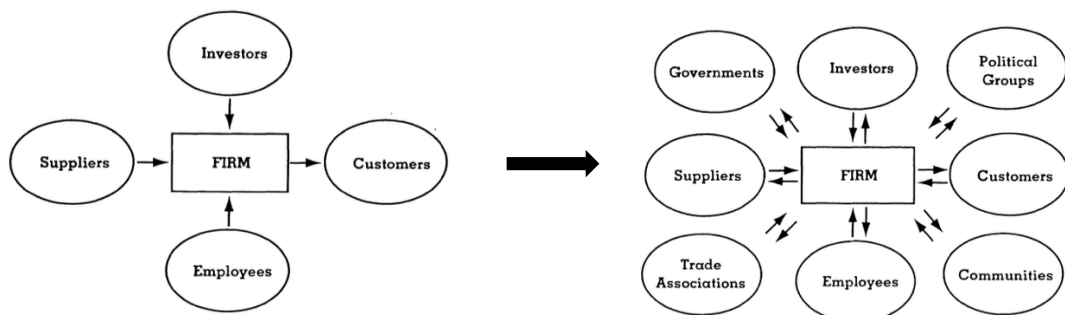 Investors
Suppliers
FIRM
Customers
Employees
Governments
Investors
Political
Groups
Suppliers
FIRM
Customers
Trade
Associations
Employees
Communities